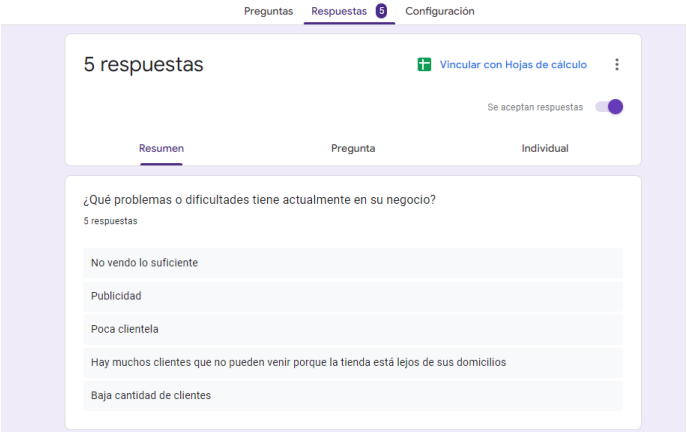 Preguntas Respuestas 5 Configuración
5 respuestas Vincular con Hojas de cálculo
Se aceptan respuestas
Resumen Pregunta Individual
¿Qué problemas o dificultades tiene actualmente en su negocio?
5 respuestas
No vendo lo suficiente
Publicidad
Poca clientela
Hay muchos clientes que no pueden venir porque la tienda está lejos de sus domicilios
Baja cantidad de clientes